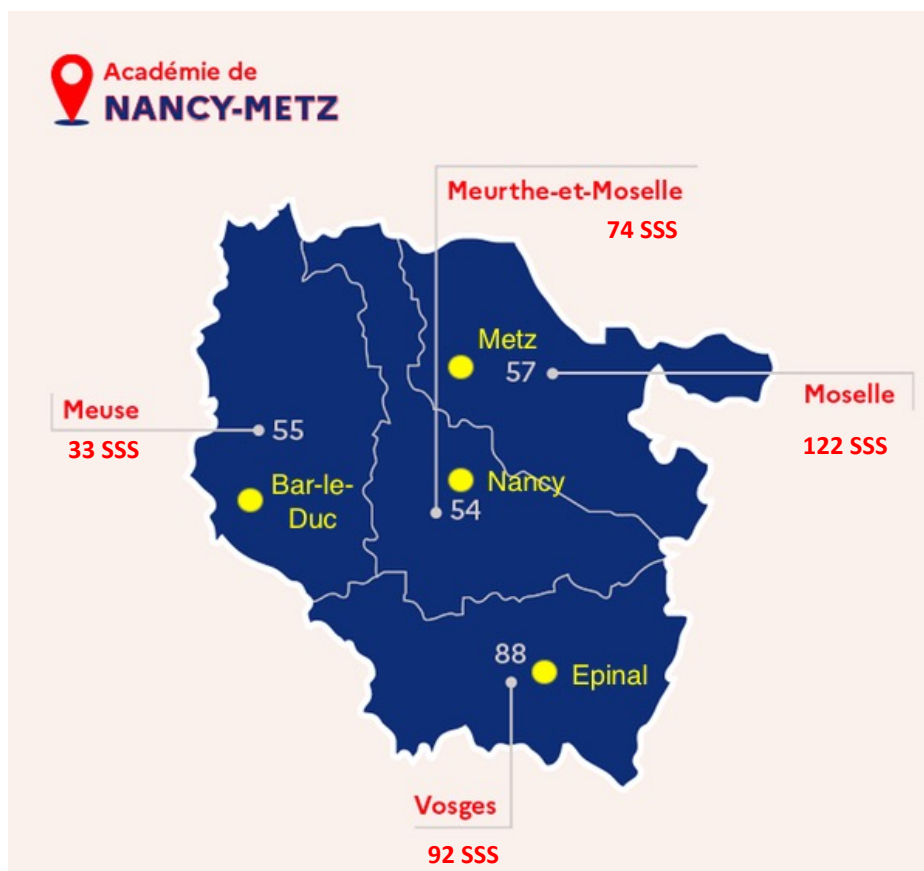 Académie de
NANCY-METZ
Meurthe-et-Moselle
74 SSS
Metz
57
Moselle
122 SSS
Meuse
33 SSS
55
Bar-le-
Duc
Nancy
54
88
Epinal
Vosges
92 SSS